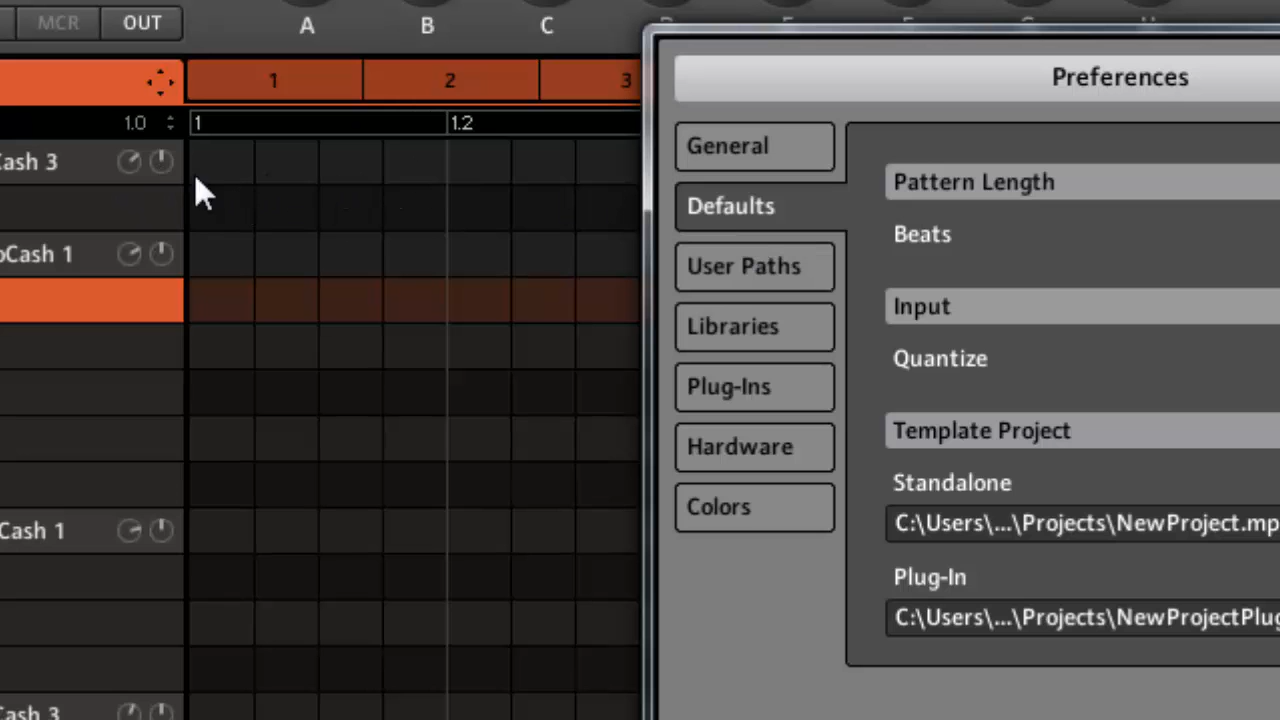 MCR OUT
A B C
1 2 3
1.0 1 1.2
Cash 3
Cash 1
Cash 1
Cash 3
Preferences
General
Defaults
User Paths
Libraries
Plug-Ins
Hardware
Colors
Pattern Length
Beats
Input
Quantize
Template Project
Standalone
C:\Users\...\Projects\NewProject.mp
Plug-In
C:\Users\...\Projects\NewProjectPlug